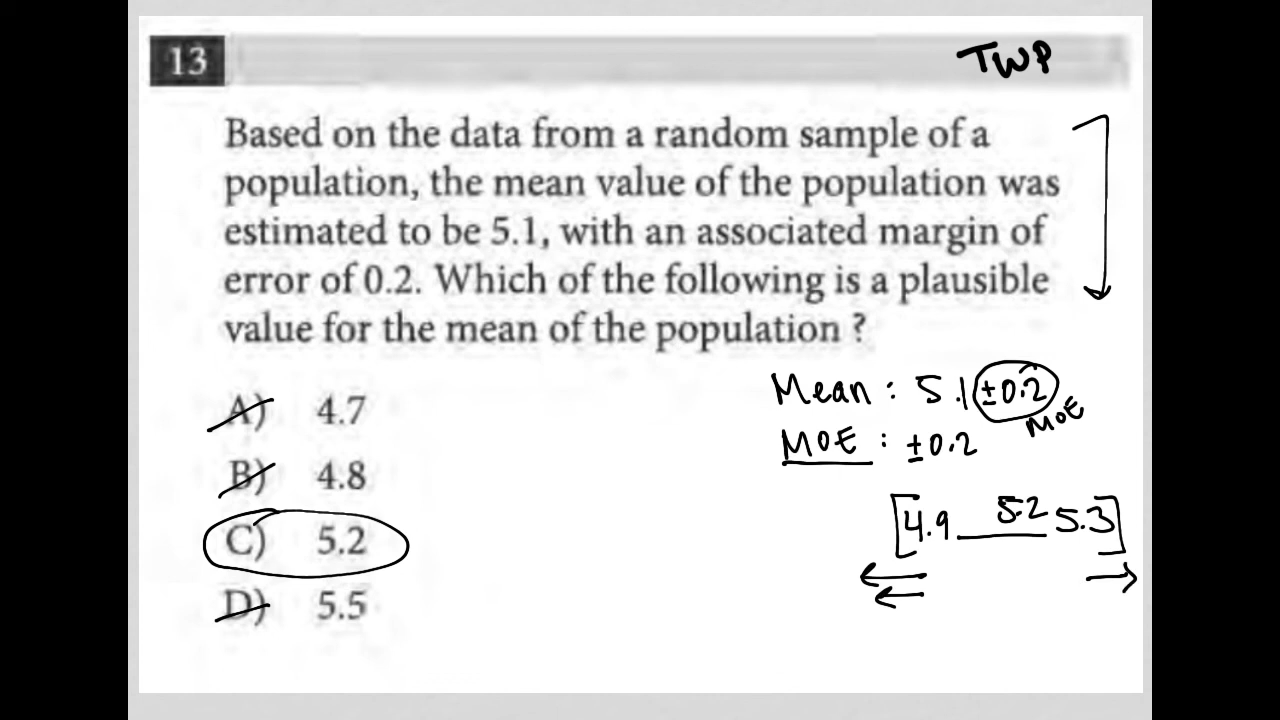 13
TWP
Based on the data from a random sample of a
population, the mean value of the population was
estimated to be 5.1, with an associated margin of
error of 0.2. Which of the following is a plausible
value for the mean of the population ?
Mean : 5.1 ±0.2
MOE
A) 4.7
MOE : ±0.2
B) 4.8
[4.9 5.2 5.3]
C) 5.2
D) 5.5